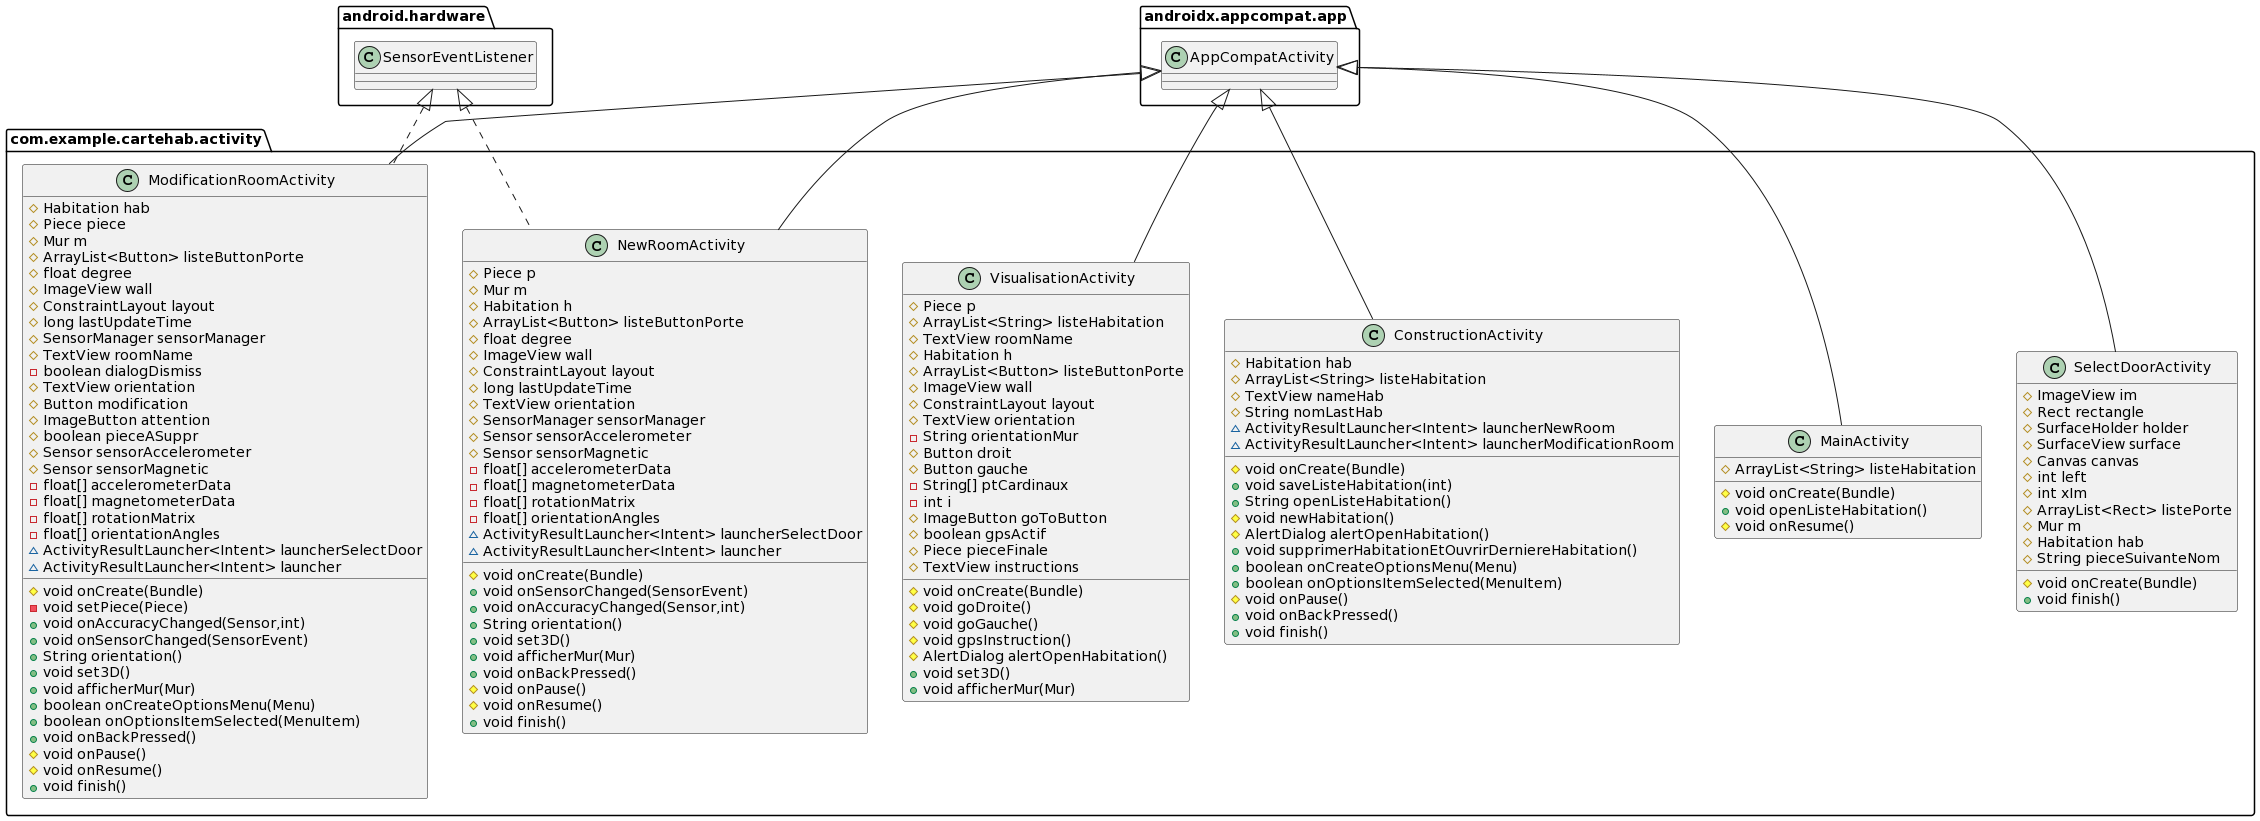 android.hardware
SensorEventListener
androidx.appcompat.app
AppCompatActivity
com.example.cartehab.activity
ModificationRoomActivity
Habitation hab
Piece piece
Mur m
ArrayList<Button> listeButtonPorte
float degree
ImageView wall
ConstraintLayout layout
long lastUpdateTime
SensorManager sensorManager
TextView roomName
boolean dialogDismiss
TextView orientation
Button modification
ImageButton attention
boolean pieceASuppr
Sensor sensorAccelerometer
Sensor sensorMagnetic
float[] accelerometerData
float[] magnetometerData
float[] rotationMatrix
float[] orientationAngles
ActivityResultLauncher<Intent> launcherSelectDoor
ActivityResultLauncher<Intent> launcher
void onCreate(Bundle)
void setPiece(Piece)
void onAccuracyChanged(Sensor,int)
void onSensorChanged(SensorEvent)
String orientation()
void set3D()
void afficherMur(Mur)
boolean onCreateOptionsMenu(Menu)
boolean onOptionsItemSelected(MenuItem)
void onBackPressed()
void onPause()
void onResume()
void finish()
NewRoomActivity
Piece p
Mur m
Habitation h
ArrayList<Button> listeButtonPorte
float degree
ImageView wall
ConstraintLayout layout
long lastUpdateTime
TextView orientation
SensorManager sensorManager
Sensor sensorAccelerometer
Sensor sensorMagnetic
float[] accelerometerData
float[] magnetometerData
float[] rotationMatrix
float[] orientationAngles
ActivityResultLauncher<Intent> launcherSelectDoor
ActivityResultLauncher<Intent> launcher
void onCreate(Bundle)
void onSensorChanged(SensorEvent)
void onAccuracyChanged(Sensor,int)
String orientation()
void set3D()
void afficherMur(Mur)
void onBackPressed()
void onPause()
void onResume()
void finish()
VisualisationActivity
Piece p
ArrayList<String> listeHabitation
TextView roomName
Habitation h
ArrayList<Button> listeButtonPorte
ImageView wall
ConstraintLayout layout
TextView orientation
String orientationMur
Button droit
Button gauche
String[] ptCardinaux
int i
ImageButton goToButton
boolean gpsActif
Piece pieceFinale
TextView instructions
void onCreate(Bundle)
void goDroite()
void goGauche()
void gpsInstruction()
AlertDialog alertOpenHabitation()
void set3D()
void afficherMur(Mur)
ConstructionActivity
Habitation hab
ArrayList<String> listeHabitation
TextView nameHab
String nomLastHab
ActivityResultLauncher<Intent> launcherNewRoom
ActivityResultLauncher<Intent> launcherModificationRoom
void onCreate(Bundle)
void saveListeHabitation(int)
String openListeHabitation()
void newHabitation()
AlertDialog alertOpenHabitation()
void supprimerHabitationEtOuvrirDerniereHabitation()
boolean onCreateOptionsMenu(Menu)
boolean onOptionsItemSelected(MenuItem)
void onPause()
void onBackPressed()
void finish()
MainActivity
ArrayList<String> listeHabitation
void onCreate(Bundle)
void openListeHabitation()
void onResume()
SelectDoorActivity
ImageView im
Rect rectangle
SurfaceHolder holder
SurfaceView surface
Canvas canvas
int left
int xIm
ArrayList<Rect> listePorte
Mur m
Habitation hab
String pieceSuivanteNom
void onCreate(Bundle)
void finish()